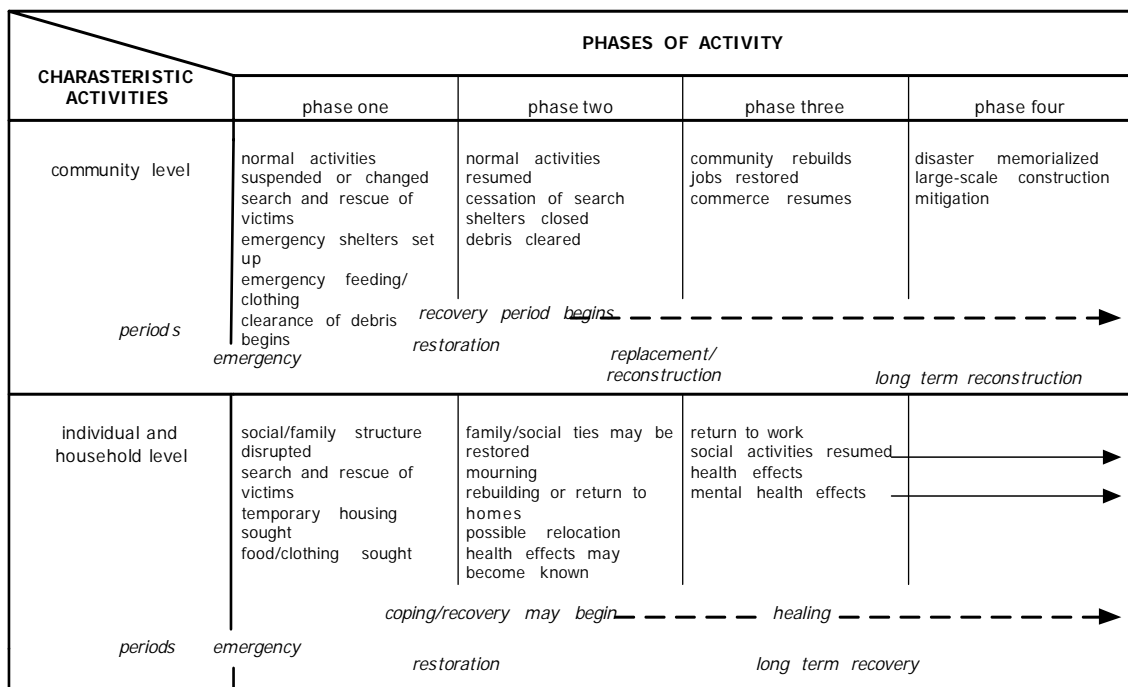 PHASES OF ACTIVITY
CHARASTERISTIC
ACTIVITIES
phase one
phase two
phase three
phase four
community level
normal activities
suspended or changed
search and rescue of
victims
emergency shelters set
up
emergency feeding/
clothing
clearance of debris
begins
normal activities
resumed
cessation of search
shelters closed
debris cleared
community rebuilds
jobs restored
commerce resumes
disaster memorialized
large-scale construction
mitigation
recovery period begins
periods
emergency
restoration
replacement/
reconstruction
long term reconstruction
individual and
household level
social/family structure
disrupted
search and rescue of
victims
temporary housing
sought
food/clothing sought
family/social ties may be
restored
mourning
rebuilding or return to
homes
possible relocation
health effects may
become known
return to work
social activities resumed
health effects
mental health effects
coping/recovery may begin
healing
periods
emergency
restoration
long term recovery